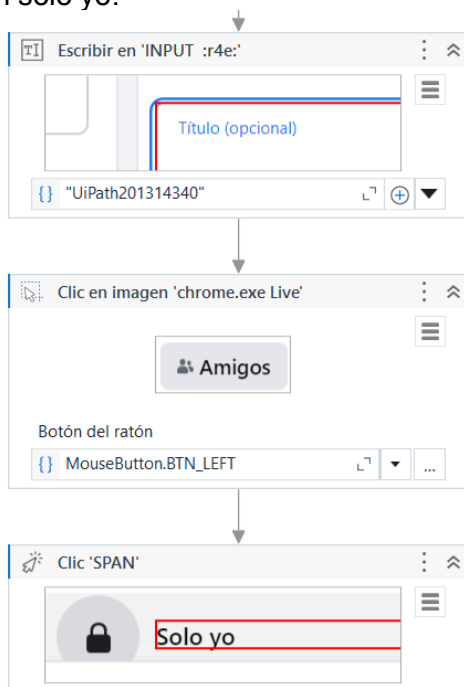 solo yo.
Escribir en 'INPUT :r4e:'
Título (opcional)
{} "UiPath201314340"
Clic en imagen 'chrome.exe Live'
Amigos
Botón del ratón
{} MouseButton.BTN_LEFT ...
Clic 'SPAN'
Solo yo